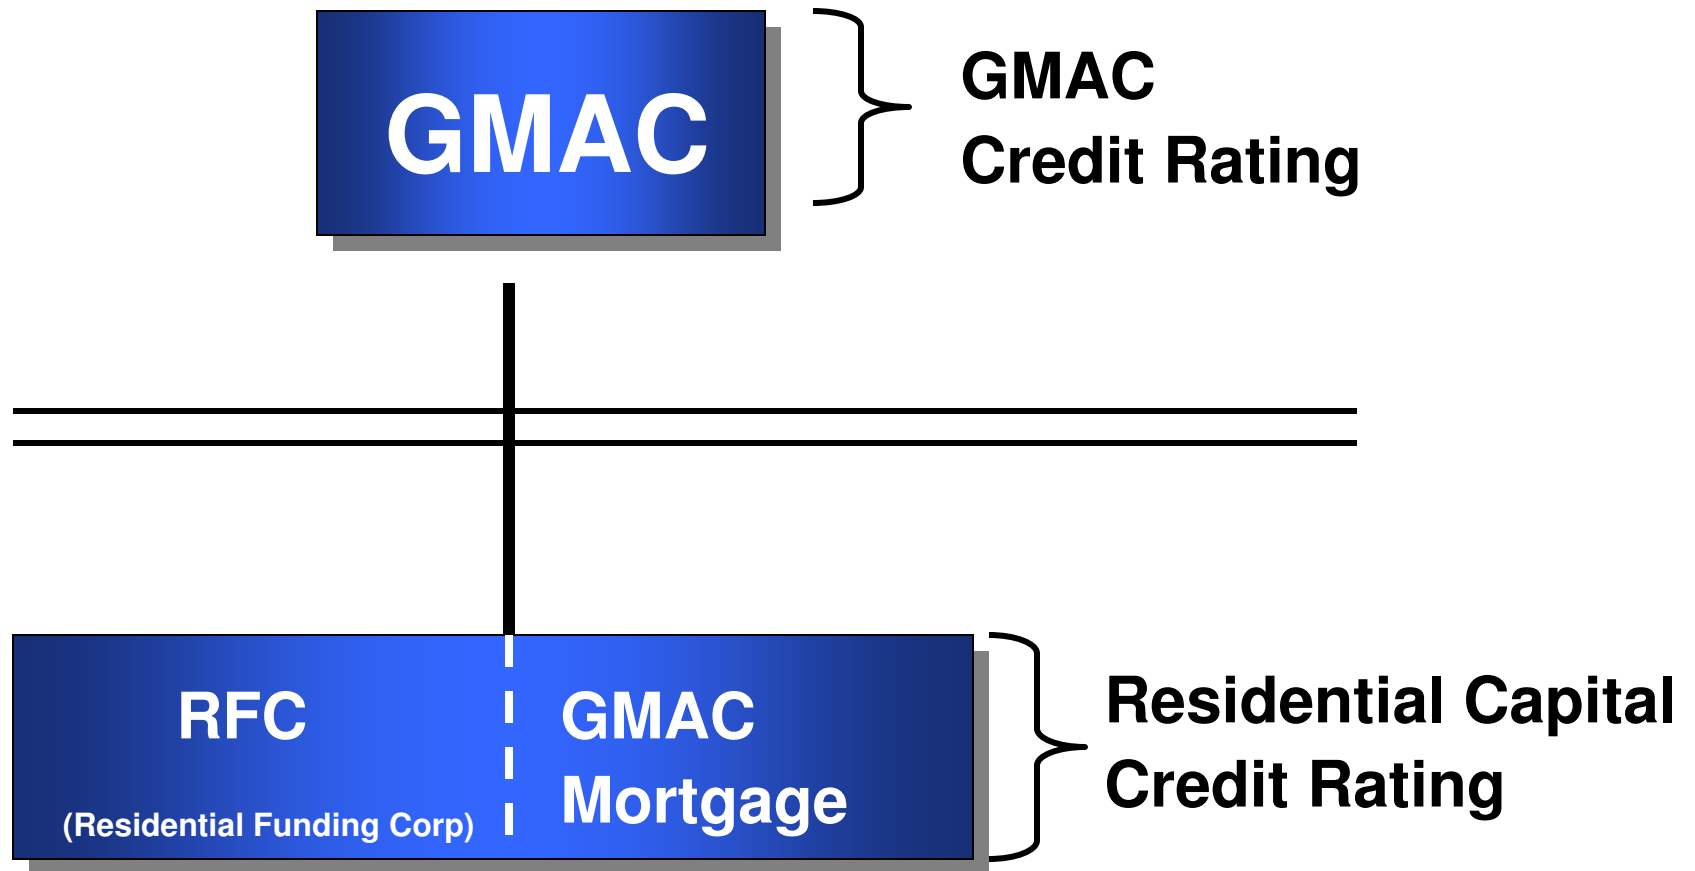 GMAC
GMAC
Credit Rating
RFC
(Residential Funding Corp)
GMAC
Mortgage
Residential Capital
Credit Rating